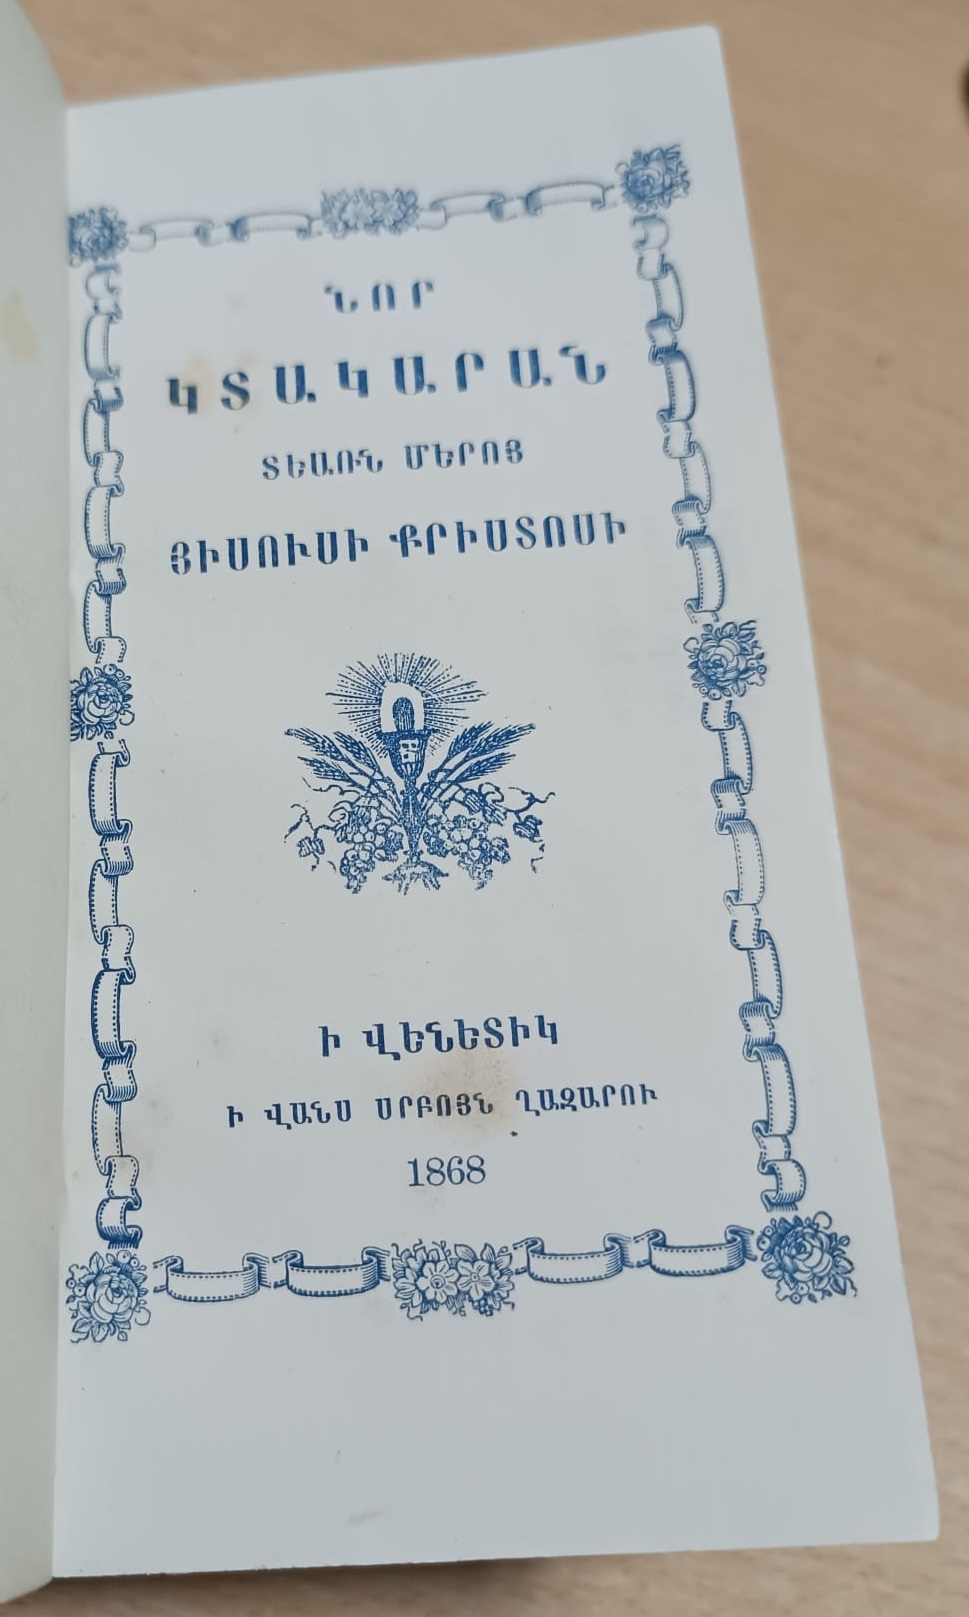 ՆՈՐ
ԿՏԱԿԱՐԱՆ
ՏԵԱՌՆ ՄԵՐՈՅ
ՅԻՍՈՒՍԻ ՔՐԻՍՏՈՍԻ
Ի ՎԵՆԵՏԻԿ
Ի ՎԱՆՍ ՍՐԲՈՅՆ ՂԱԶԱՐՈՒ
1868